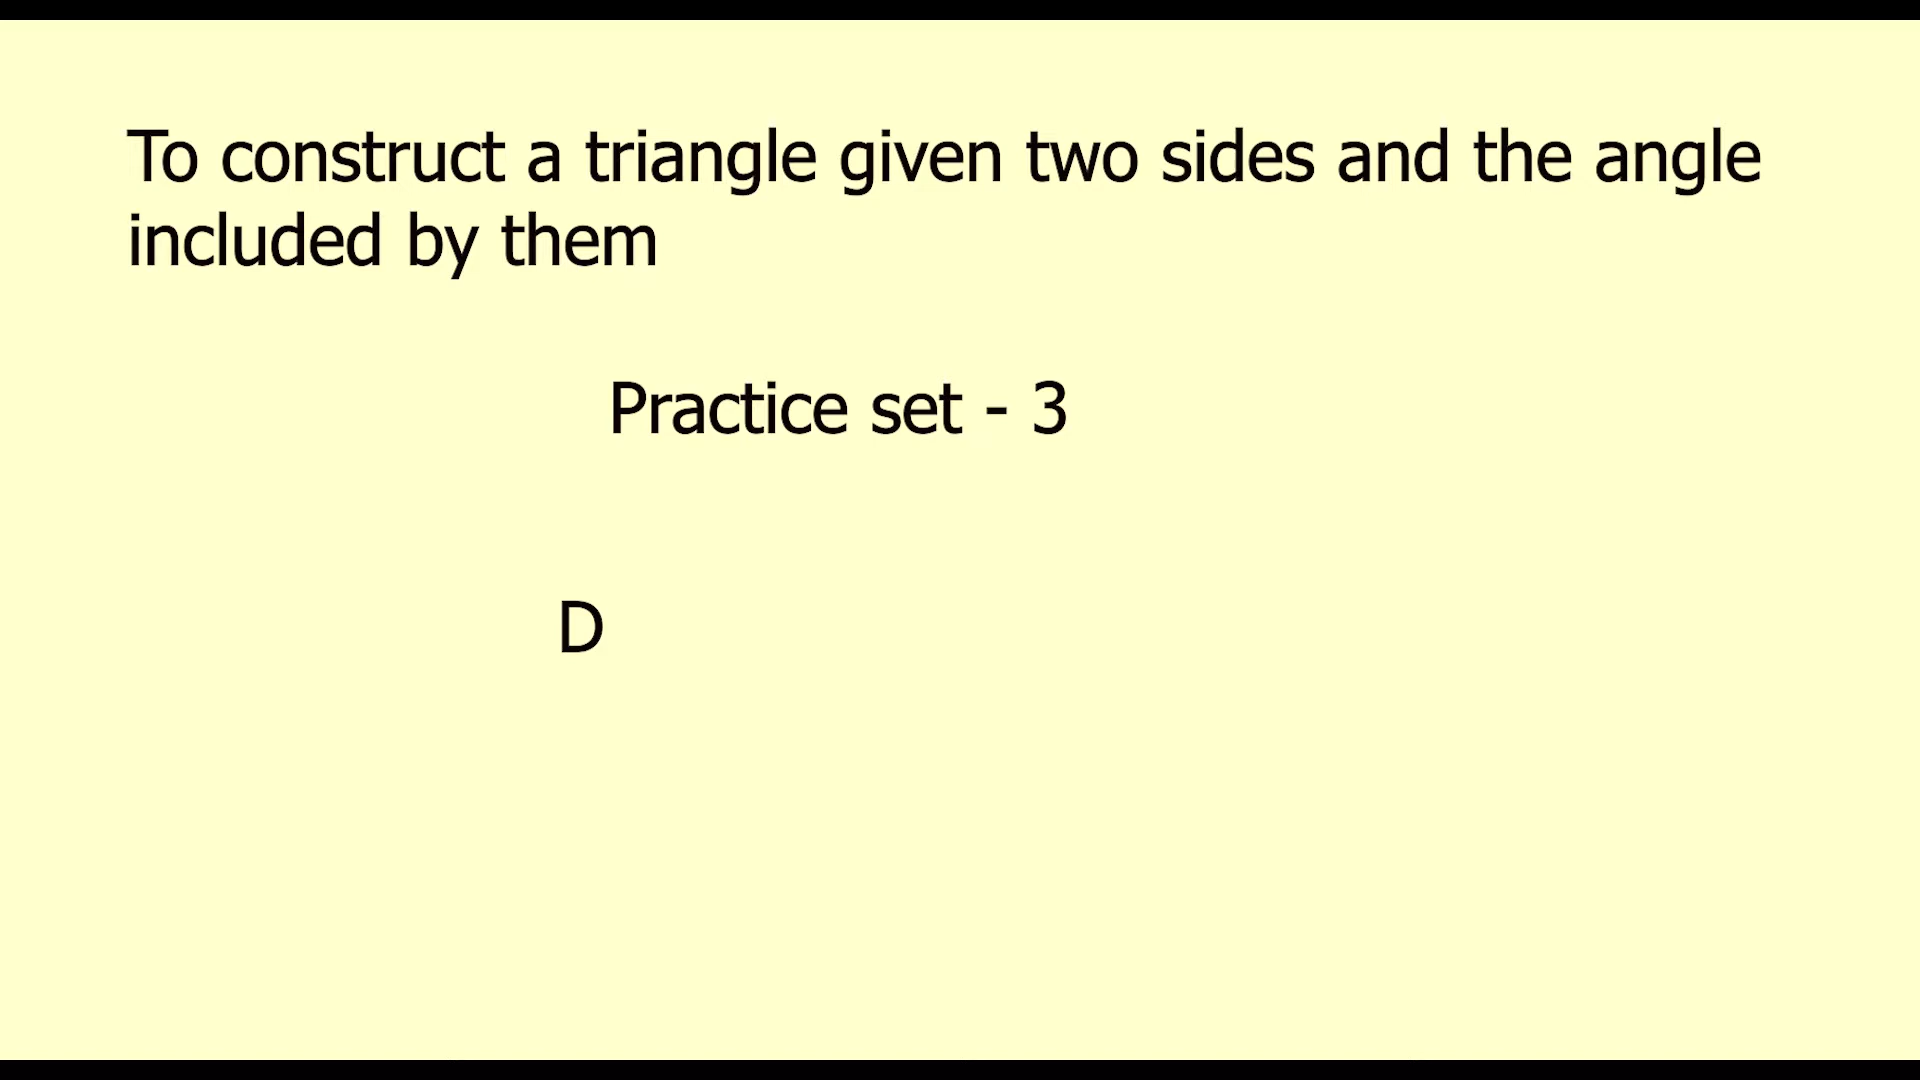 To construct a triangle given two sides and the angle
included by them
Practice set - 3
D